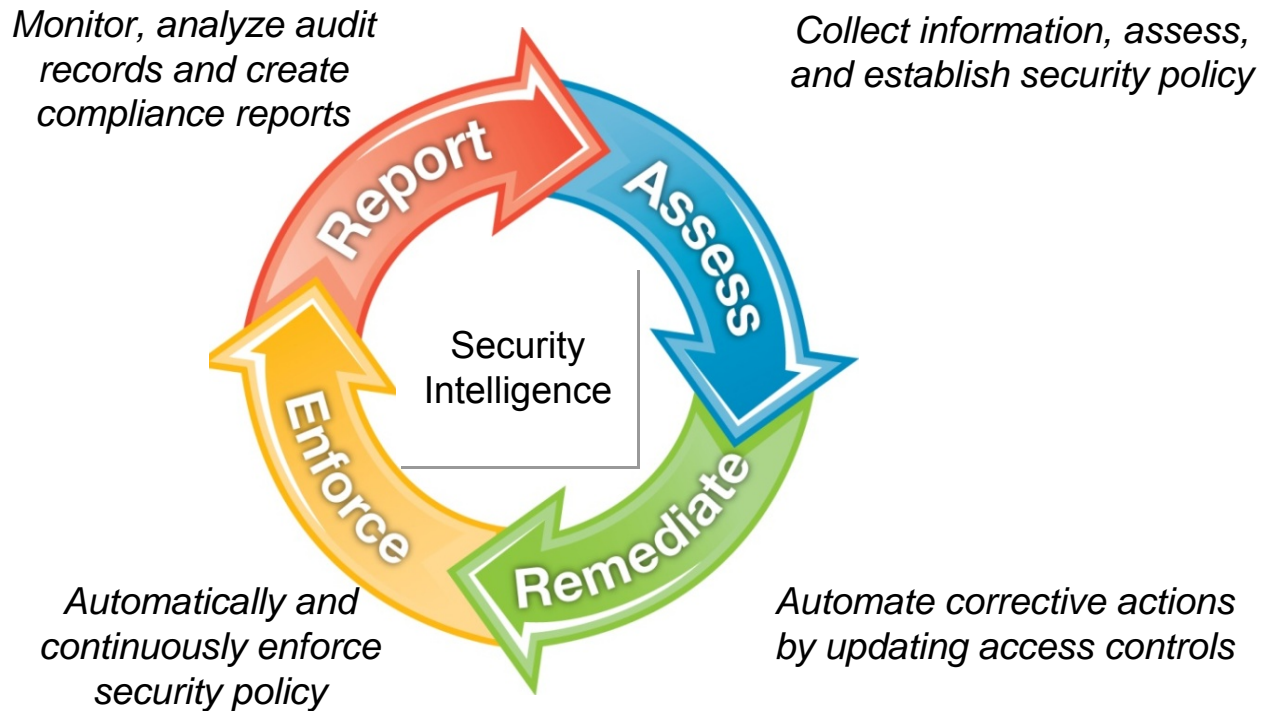 Monitor, analyze audit
records and create
compliance reports
Collect information, assess,
and establish security policy
Report
Assess
Security
Intelligence
Enforce
Remediate
Automatically and
continuously enforce
security policy
Automate corrective actions
by updating access controls